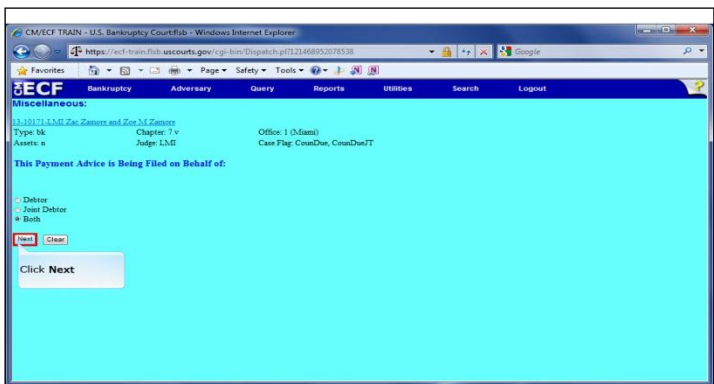 CM/ECF TRAIN - U.S. Bankruptcy Court:flsb - Windows Internet Explorer
https://ecf-train.flsb.uscourts.gov/cgi-bin/Dispatch.pl?121468952078538
Google
Favorites Page Safety Tools
ECF Bankruptcy Adversary Query Reports Utilities Search Logout
Miscellaneous:
13-10171-LMI Zac Zamore and Zoe M Zamore
Type: bk Chapter: 7 v Office: 1 (Miami)
Assets: n Judge: LMI Case Flag: CounDue, CounDueJT
This Payment Advice is Being Filed on Behalf of:
Debtor
Joint Debtor
Both
Next Clear
Click Next